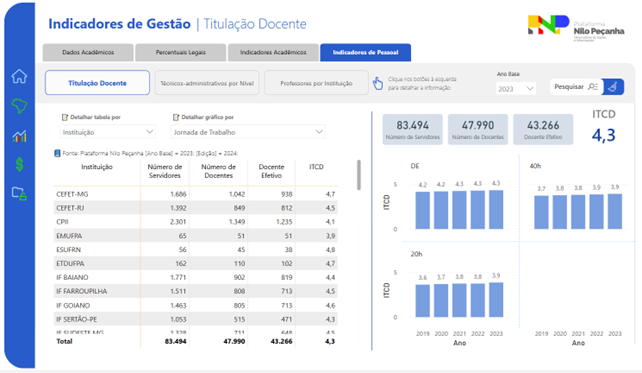 Indicadores de Gestão | Titulação Docente
Plataforma
Nilo Peçanha
Dados Acadêmicos
Percentuais Legais
Indicadores Acadêmicos
Indicadores de Pessoal
Titulação Docente
Técnicos-administrativos por Nível
Professores por Instituição
Clique nos botões à esquerda
para detalhar a informação
Ano Base
2023
Pesquisar
Detalhar tabela por
Instituição
Detalhar gráfico por
Jornada de Trabalho
Fonte: Plataforma Nilo Peçanha [Ano Base] = 2023; [Edição] = 2024;
Instituição Número de Servidores Número de Docentes Docente Efetivo ITCD
CEFET-MG 1.686 1.042 938 4,7
CEFET-RJ 1.392 849 812 4,5
CPII 2.301 1.349 1.235 4,1
EMUFPA 65 51 51 3,9
ESUFRN 56 45 38 4,8
ETDUFPA 162 110 102 4,7
IF BAIANO 1.771 902 819 4,4
IF FARROUPILHA 1.511 808 713 4,5
IF GOIANO 1.463 805 713 4,6
IF SERTÃO-PE 1.053 515 471 4,3
IF SUDESTE MG 1.328 711 648 4,5
Total 83.494 47.990 43.266 4,3
83.494
Número de Servidores
47.990
Número de Docentes
43.266
Docente Efetivo
ITCD
4,3
DE
ITCD
5
0
4.2 4.2 4.3 4.3 4.3
40h
3.7 3.8 3.8 3.9 3.9
20h
ITCD
5
0
3.6 3.7 3.8 3.8 3.9
2019 2020 2021 2022 2023
Ano
2019 2020 2021 2022 2023
Ano